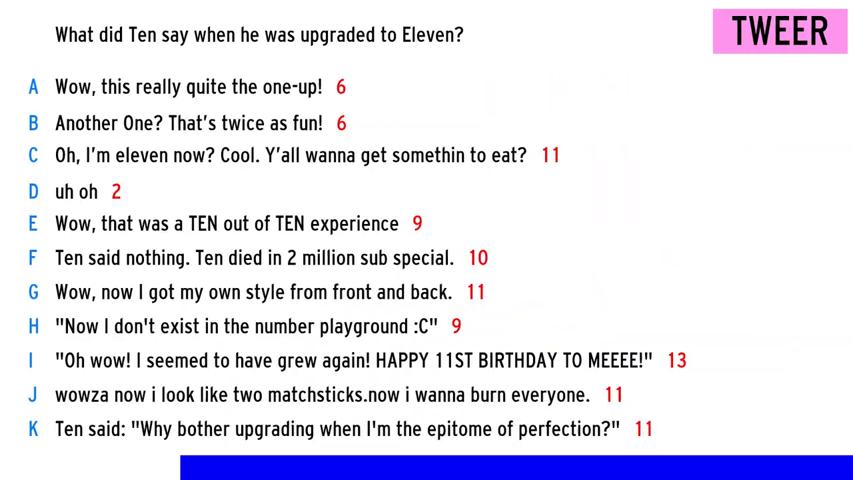 What did Ten say when he was upgraded to Eleven?
TWEER
A Wow, this really quite the one-up! 6
B Another One? That's twice as fun! 6
C Oh, I'm eleven now? Cool. Y'all wanna get somethin to eat? 11
D uh oh 2
E Wow, that was a TEN out of TEN experience 9
F Ten said nothing. Ten died in 2 million sub special. 10
G Wow, now I got my own style from front and back. 11
H "Now I don't exist in the number playground :C" 9
I "Oh wow! I seemed to have grew again! HAPPY 11ST BIRTHDAY TO MEEEE!" 13
J wowza now i look like two matchsticks.now i wanna burn everyone. 11
K Ten said: "Why bother upgrading when I'm the epitome of perfection?" 11